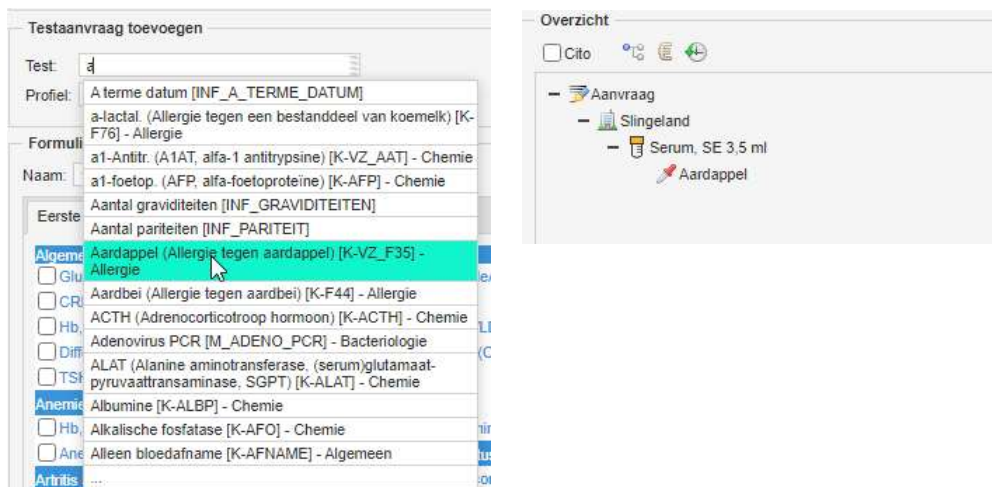 Testaanvraag toevoegen
Test: a
Profiel:
A terme datum [INF_A_TERME_DATUM]
a-lactal. (Allergie tegen een bestanddeel van koemelk) [K-
F76] - Allergie
a1-Antitr. (A1AT, alfa-1 antitrypsine) [K-VZ_AAT] - Chemie
a1-foetop. (AFP, alfa-foetoproteïne) [K-AFP] - Chemie
Aantal graviditeiten [INF_GRAVIDITEITEN]
Aantal pariteiten [INF_PARITEIT]
Aardappel (Allergie tegen aardappel) [K-VZ_F35] -
Allergie
Aardbei (Allergie tegen aardbei) [K-F44] - Allergie
ACTH (Adrenocorticotroop hormoon) [K-ACTH] - Chemie
Adenovirus PCR [M_ADENO_PCR] - Bacteriologie
ALAT (Alanine aminotransferase, (serum)glutamaat-
pyruvaattransaminase, SGPT) [K-ALAT] - Chemie
Albumine [K-ALBP] - Chemie
Alkalische fosfatase [K-AFO] - Chemie
Alleen bloedafname [K-AFNAME] - Algemeen
...
Formuli
Naam:
Eerste
Algeme
Glu
CRI
Hb,
Diff
TSH
Anemie
Hb,
Ane
Artritis
Overzicht
Cito
Aanvraag
Slingeland
Serum, SE 3,5 ml
Aardappel